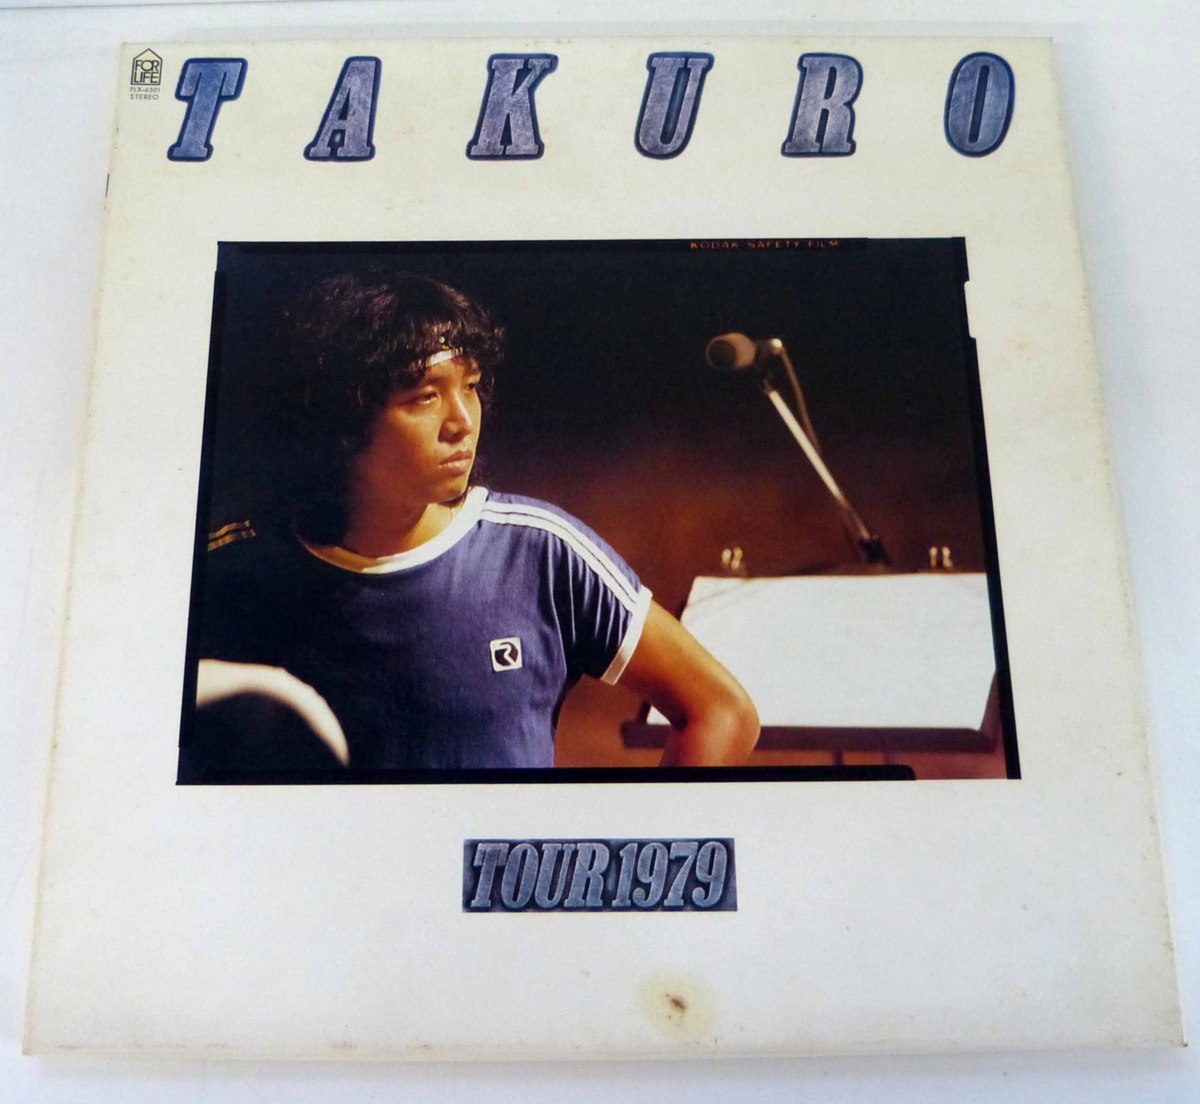 FOR
LIFE
FLX-4501
STEREO
TAKURO
KODAK SAFETY FILM
R
TOUR 1979